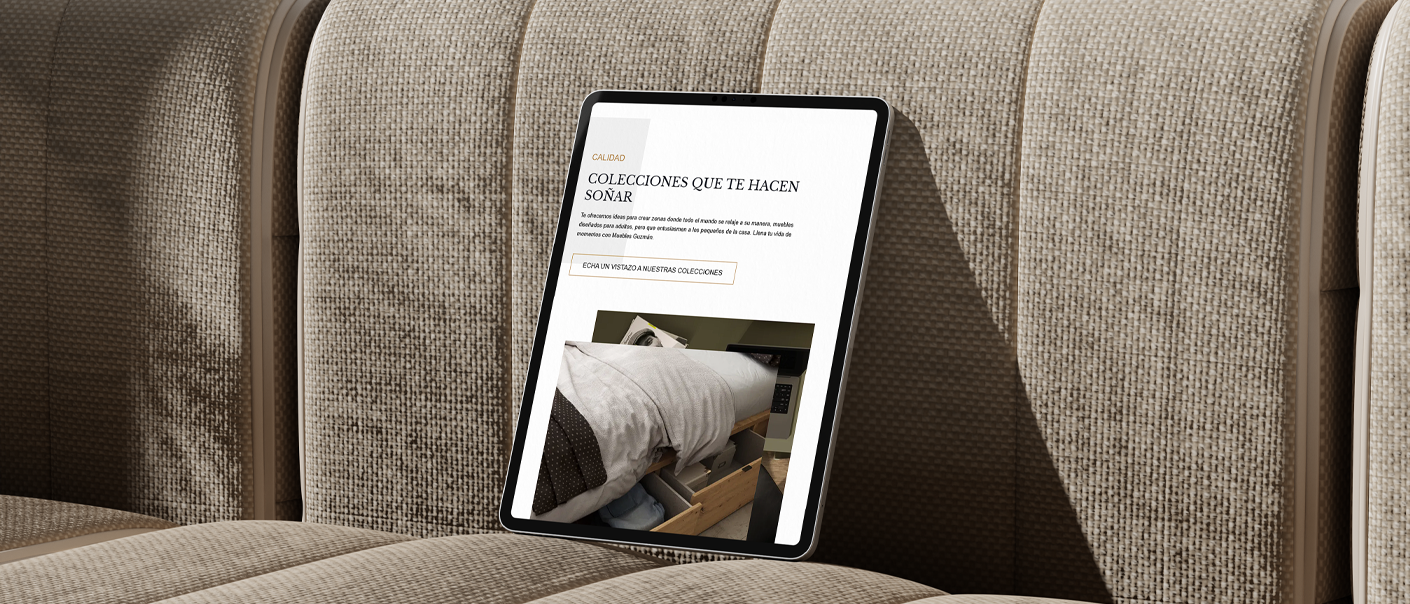 CALIDAD
COLECCIONES QUE TE HACEN
SOÑAR
Te ofrecemos ideas para crear zonas donde todo el mundo se relaje a su manera, muebles
diseñados para adultos, pero que entusiasmen a los pequeños de la casa. Llena tu vida de
momentos con Muebles Guzmán.
ECHA UN VISTAZO A NUESTRAS COLECCIONES